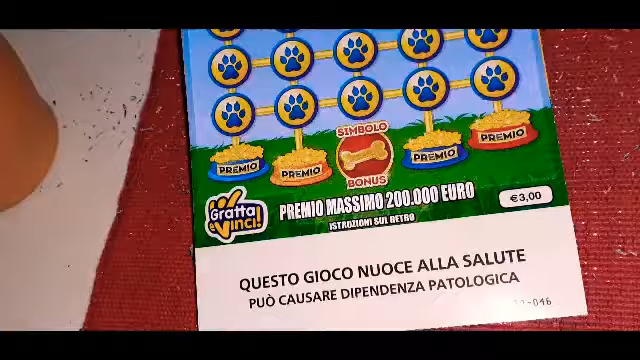 SIMBOLO
BONUS
PREMIO
PREMIO
PREMIO
PREMIO
Gratta e Vinci!
PREMIO MASSIMO 200.000 EURO
ISTRUZIONI SUL RETRO
€3,00
QUESTO GIOCO NUOCE ALLA SALUTE
PUÒ CAUSARE DIPENDENZA PATOLOGICA
-046